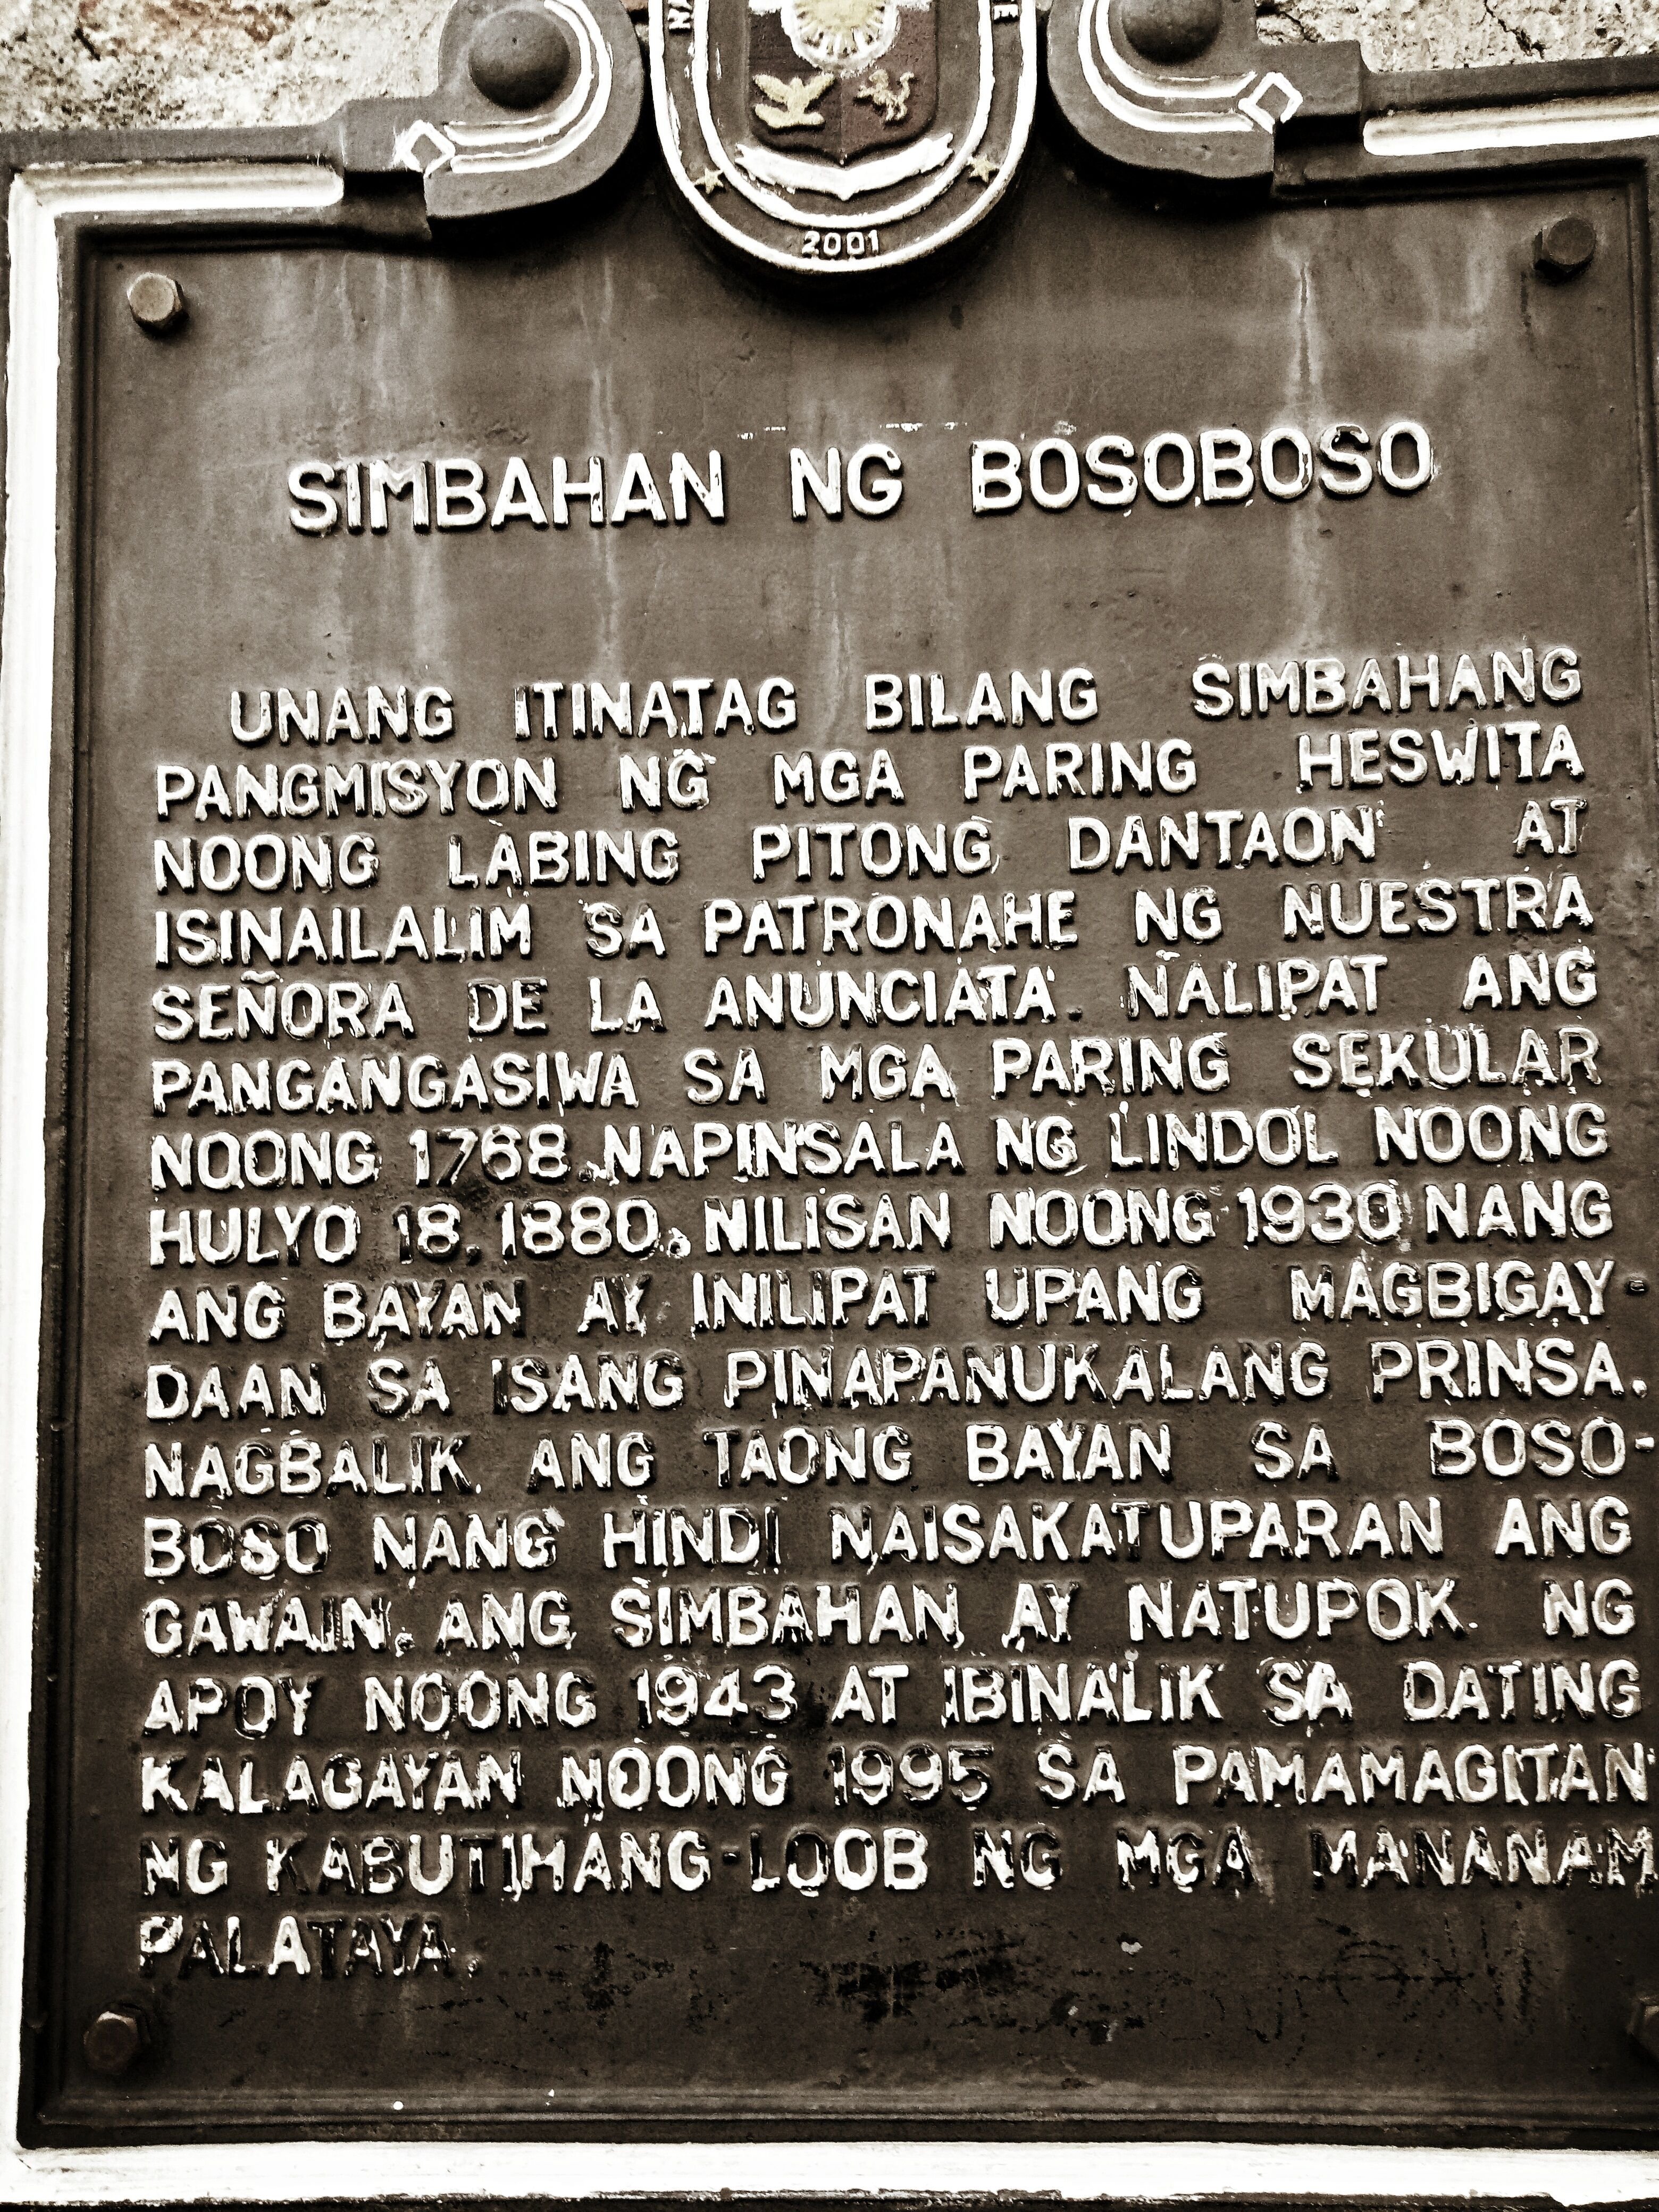 2001
SIMBAHAN NG BOSOBOSO
UNANG ITINATAG BILANG SIMBAHANG
PANGMISYON NG MGA PARING HESWITA
NOONG LABING PITONG DANTAON AT
ISINAILALIM SA PATRONAHE NG NUESTRA
SEÑORA DE LA ANUNCIATA. NALIPAT ANG
PANGANGASIWA SA MGA PARING SEKULAR
NOONG 1768. NAPINSALA NG LINDOL NOONG
HULYO 18, 1880. NILISAN NOONG 1930 NANG
ANG BAYAN AY INILIPAT UPANG MAGBIGAY-
DAAN SA ISANG PINAPANUKALANG PRINSA.
NAGBALIK ANG TAONG BAYAN SA BOSO-
BOSO NANG HINDI NAISAKATUPARAN ANG
GAWAIN. ANG SIMBAHAN AY NATUPOK NG
APOY NOONG 1943 AT IBINALIK SA DATING
KALAGAYAN NOONG 1995 SA PAMAMAGITAN
NG KABUTIHANG-LOOB NG MGA MANANAM
PALATAYA.